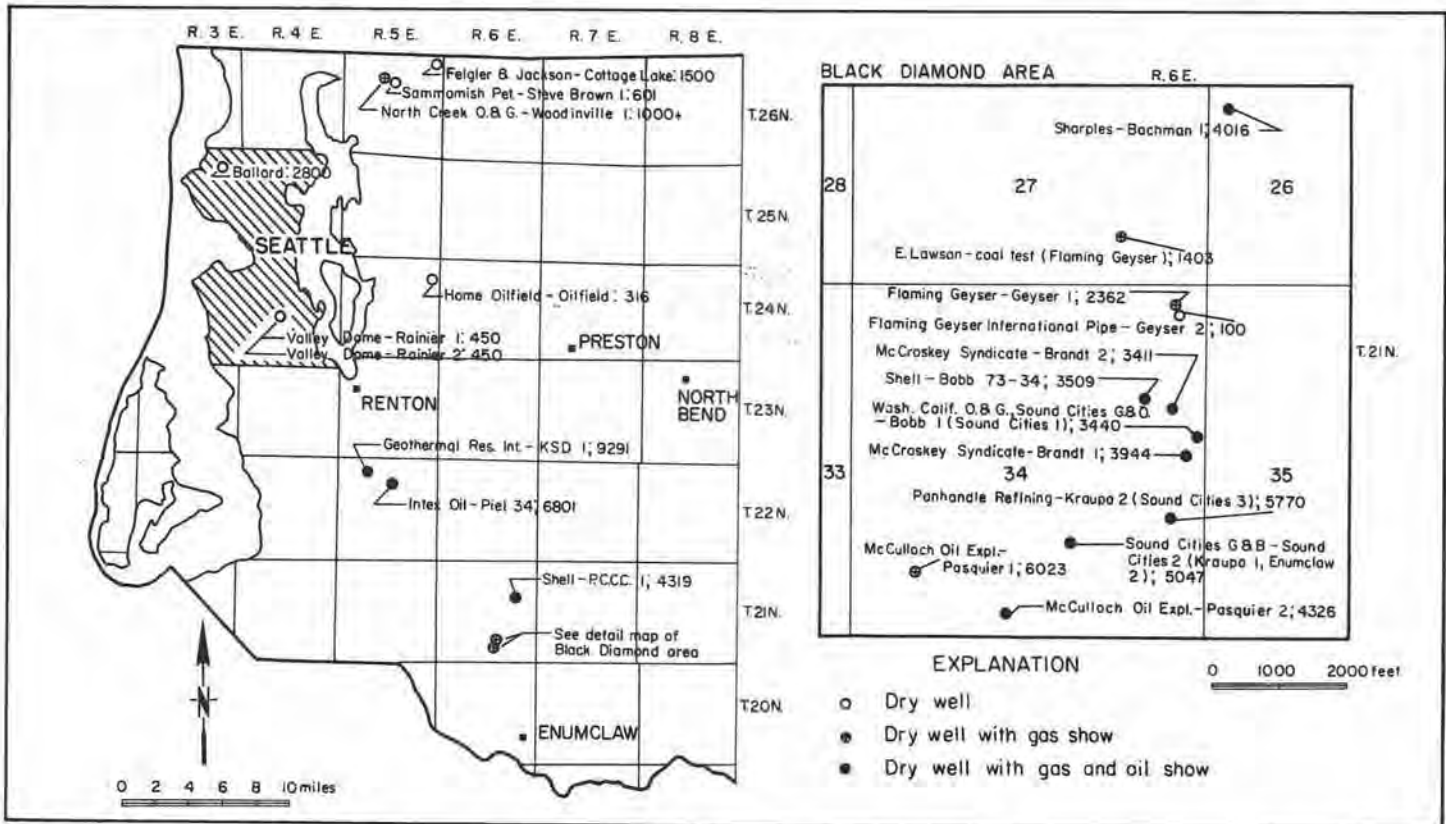 R. 3 E. R. 4 E. R. 5 E. R. 6 E. R. 7 E. R. 8 E.
Felgler & Jackson-Cottage Lake: 1500
Sammomish Pet.-Steve Brown 1: 601
North Creek O.& G.-Woodinville 1: 1000+
T.26N.
Ballard: 2800
T.25N.
SEATTLE
Home Oilfield-Oilfield: 316
T.24N.
Valley Dome-Rainier 1: 450
Valley Dome-Rainier 2: 450
PRESTON
RENTON
NORTH
BEND
T.23N.
Geothermal Res. Int.-KSD 1; 9291
Intex Oil-Piel 34; 6801
T.22N.
Shell-P.C.C.C. 1; 4319
T.21N.
See detail map of
Black Diamond area
T.20N.
ENUMCLAW
N
0 2 4 6 8 10 miles
BLACK DIAMOND AREA R.6 E.
Sharples-Bachman 1; 4016
28 27 26
E. Lawson-coal test (Flaming Geyser); 1403
Flaming Geyser-Geyser 1; 2362
Flaming Geyser International Pipe-Geyser 2; 100
McCroskey Syndicate-Brandt 2; 3411
T.21N.
Shell-Bobb 73-34; 3509
Wash. Calif. O.& G., Sound Cities G.&O.
-Bobb 1 (Sound Cities 1); 3440
McCroskey Syndicate-Brandt 1; 3944
33 34 35
Panhandle Refining-Kraupa 2 (Sound Cities 3); 5770
McCulloch Oil Expl.-
Pasquier 1; 6023
Sound Cities G&B-Sound
Cities 2 (Kraupa 1, Enumclaw
2); 5047
McCulloch Oil Expl.-Pasquier 2; 4326
EXPLANATION
0 1000 2000 feet
Dry well
Dry well with gas show
Dry well with gas and oil show